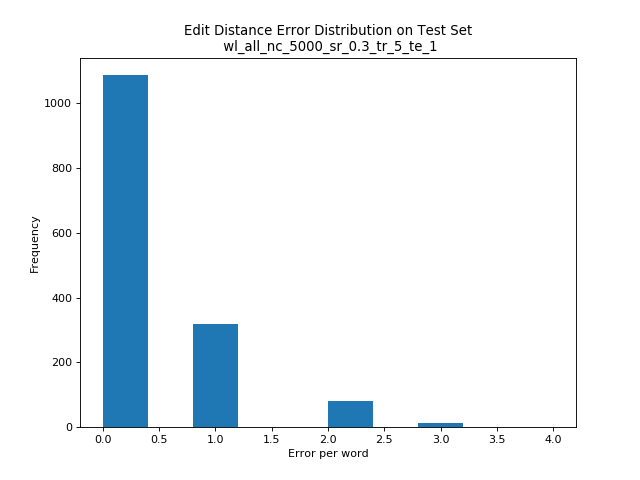 Edit Distance Error Distribution on Test Set
wl_all_nc_5000_sr_0.3_tr_5_te_1
1000
800
600
400
200
0
Frequency
0.0 0.5 1.0 1.5 2.0 2.5 3.0 3.5 4.0
Error per word